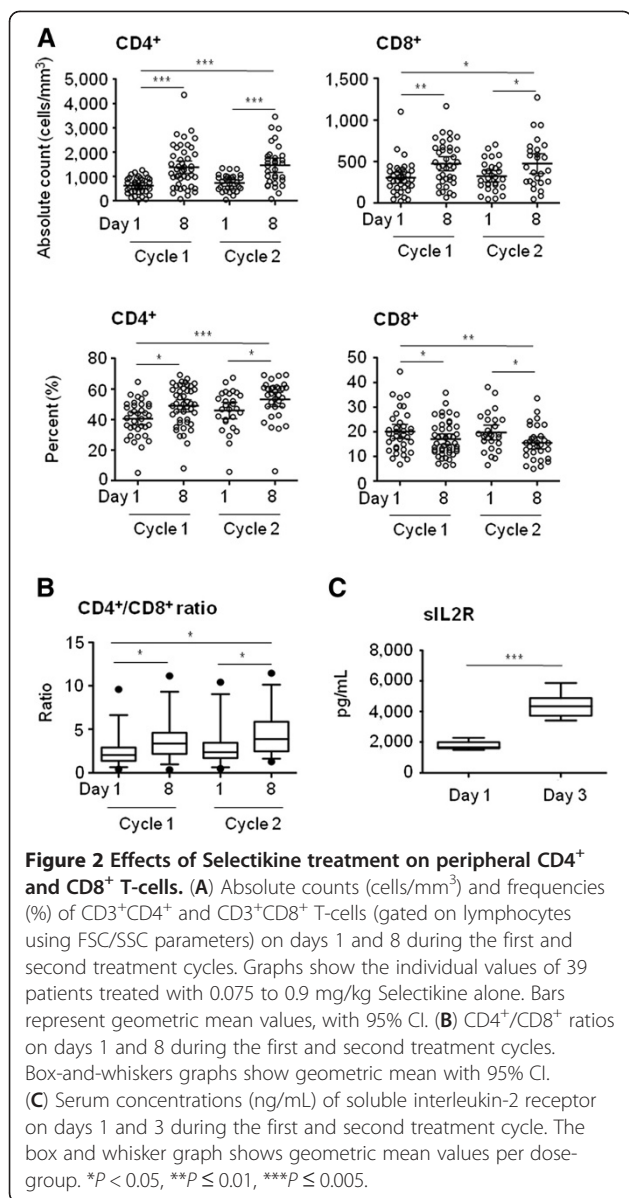 A
CD4+
CD8+
Absolute count (cells/mm3)
5,000
4,000
3,000
2,000
1,000
0
***
***
***
Day 1 8 1 8
Cycle 1 Cycle 2
1,500
1,000
500
0
*
**
*
Day 1 8 1 8
Cycle 1 Cycle 2
CD4+
CD8+
Percent (%)
80
60
40
20
0
***
*
*
Day 1 8 1 8
Cycle 1 Cycle 2
50
40
30
20
10
0
**
*
*
Day 1 8 1 8
Cycle 1 Cycle 2
B
CD4+/CD8+ ratio
Ratio
15
10
5
0
*
*
*
Day 1 8 1 8
Cycle 1 Cycle 2
C
sIL2R
pg/mL
8,000
6,000
4,000
2,000
0
***
Day 1 Day 3
Figure 2 Effects of Selectikine treatment on peripheral CD4+
and CD8+ T-cells. (A) Absolute counts (cells/mm3) and frequencies
(%) of CD3+CD4+ and CD3+CD8+ T-cells (gated on lymphocytes
using FSC/SSC parameters) on days 1 and 8 during the first and
second treatment cycles. Graphs show the individual values of 39
patients treated with 0.075 to 0.9 mg/kg Selectikine alone. Bars
represent geometric mean values, with 95% CI. (B) CD4+/CD8+ ratios
on days 1 and 8 during the first and second treatment cycles.
Box-and-whiskers graphs show geometric mean with 95% CI.
(C) Serum concentrations (ng/mL) of soluble interleukin-2 receptor
on days 1 and 3 during the first and second treatment cycle. The
box and whisker graph shows geometric mean values per dose-
group. *P < 0.05, **P ≤ 0.01, ***P ≤ 0.005.